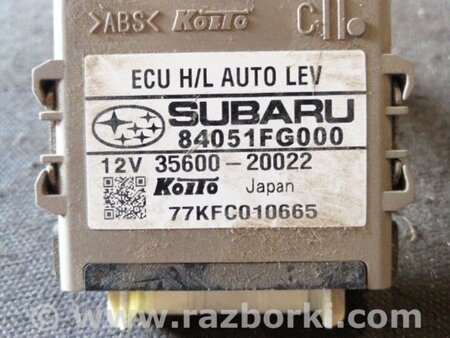 >ABS< KOITO
ECU H/L AUTO LEV
SUBARU
84051FG000
12V 35600-20022
KOITO Japan
77KFC010665
www.razborki.com